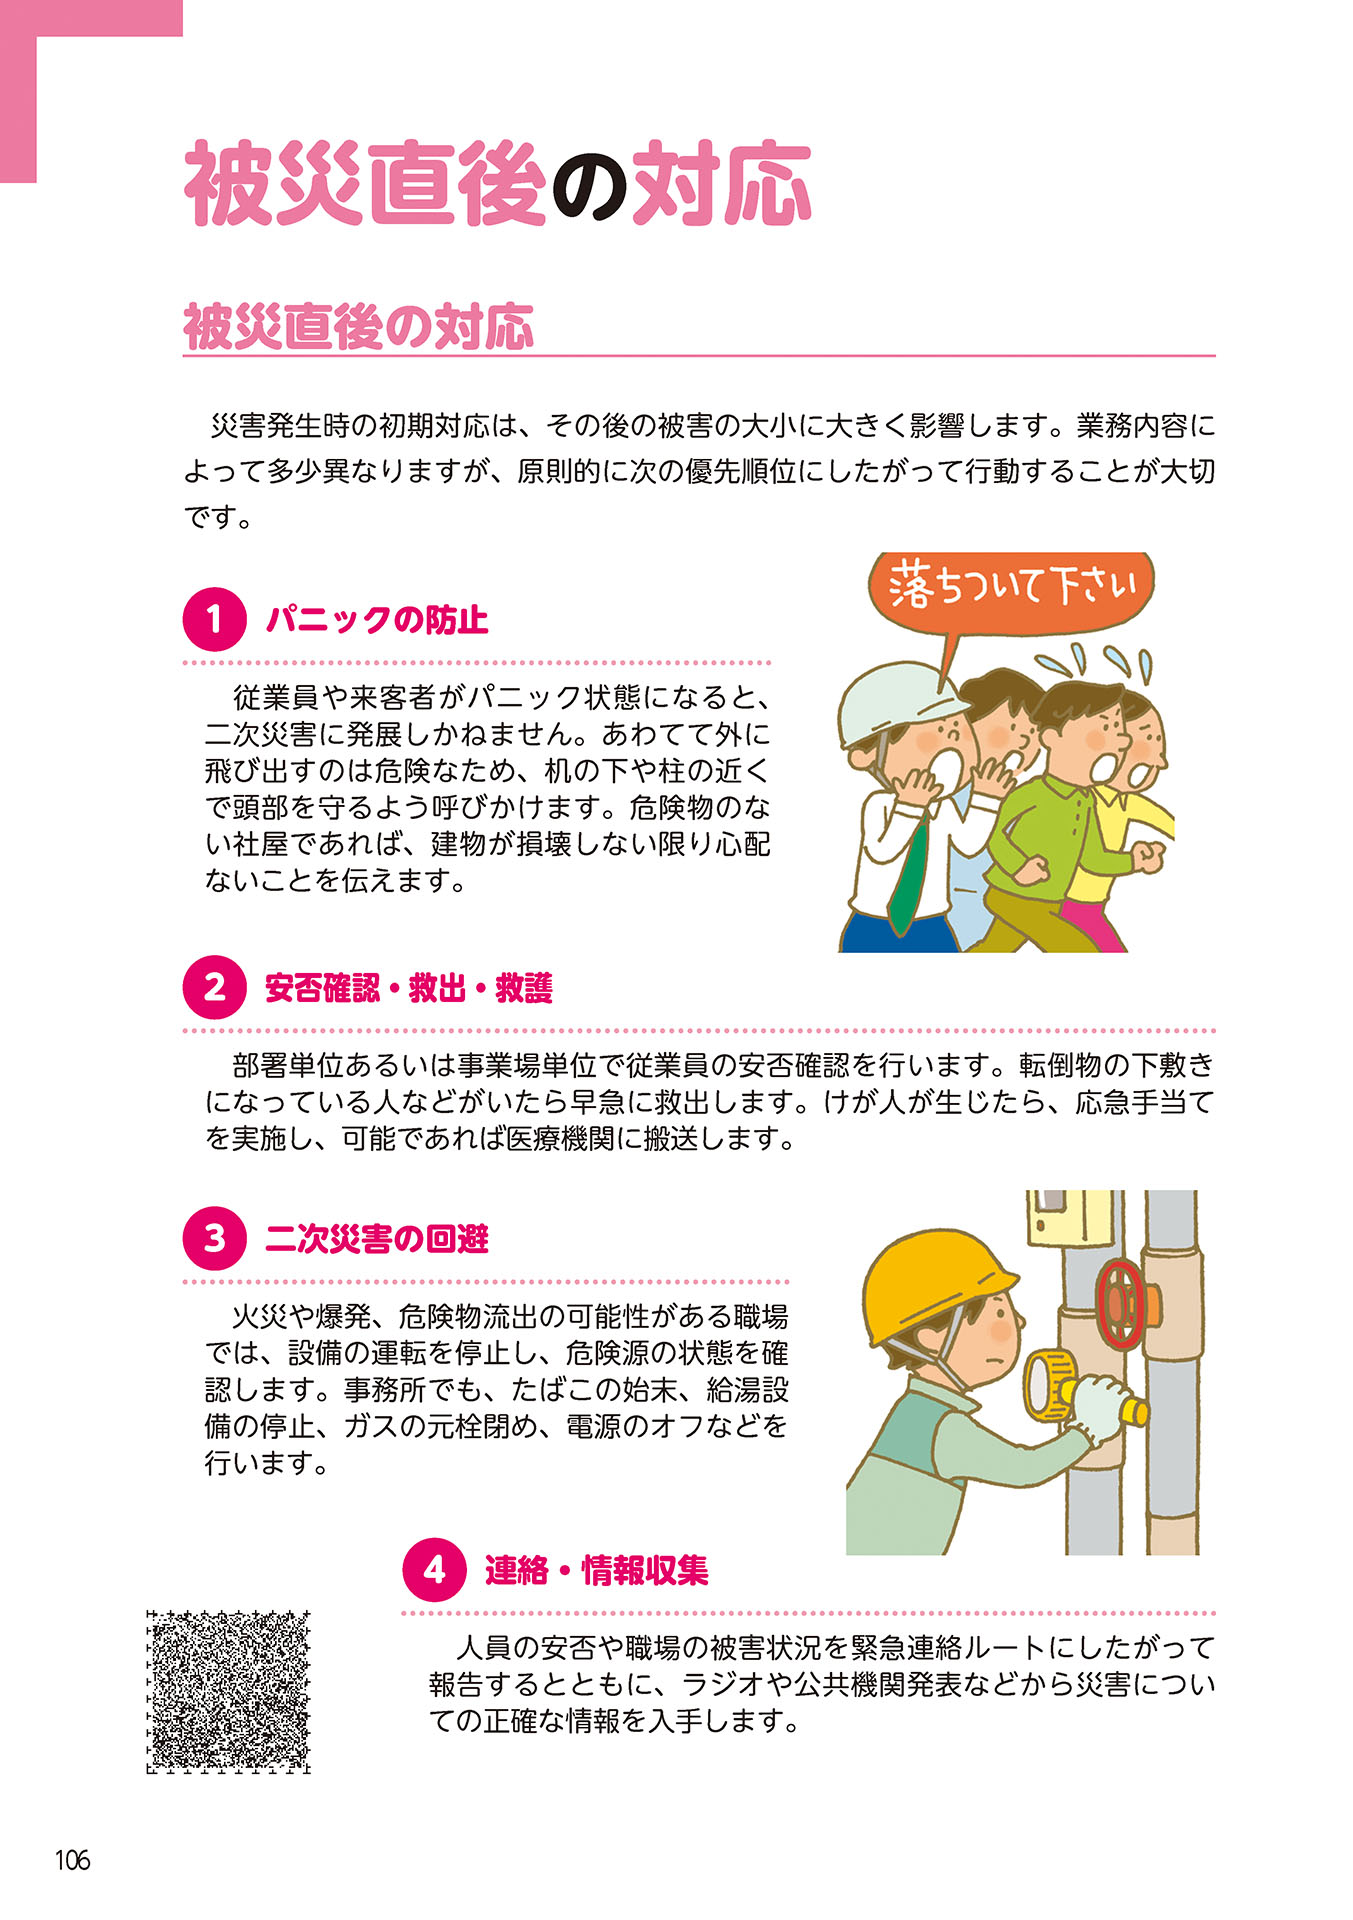 被災直後の対応
被災直後の対応
災害発生時の初期対応は、その後の被害の大小に大きく影響します。業務内容に
よって多少異なりますが、原則的に次の優先順位にしたがって行動することが大切
です。
落ちついて下さい
1 パニックの防止
従業員や来客者がパニック状態になると、
二次災害に発展しかねません。あわてて外に
飛び出すのは危険なため、机の下や柱の近く
で頭部を守るよう呼びかけます。危険物のな
い社屋であれば、建物が損壊しない限り心配
ないことを伝えます。
2 安否確認・救出・救護
部署単位あるいは事業場単位で従業員の安否確認を行います。転倒物の下敷き
になっている人などがいたら早急に救出します。けが人が生じたら、応急手当て
を実施し、可能であれば医療機関に搬送します。
3 二次災害の回避
火災や爆発、危険物流出の可能性がある職場
では、設備の運転を停止し、危険源の状態を確
認します。事務所でも、たばこの始末、給湯設
備の停止、ガスの元栓閉め、電源のオフなどを
行います。
4 連絡・情報収集
人員の安否や職場の被害状況を緊急連絡ルートにしたがって
報告するとともに、ラジオや公共機関発表などから災害につい
ての正確な情報を入手します。
106